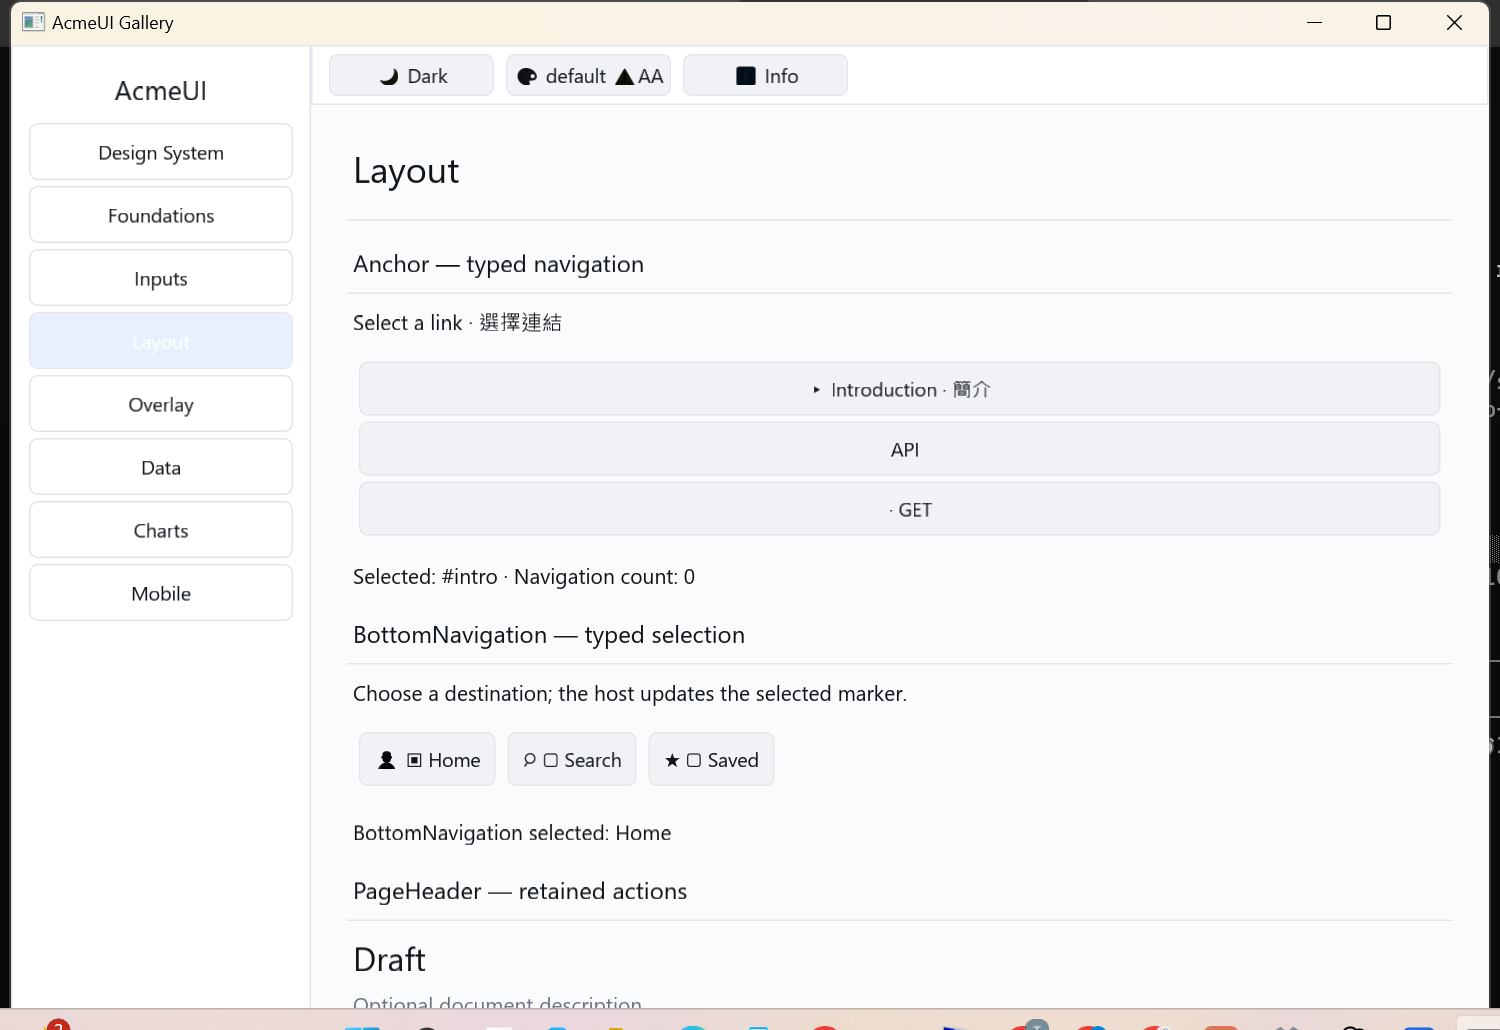 AcmeUI Gallery
AcmeUI
Design System
Foundations
Inputs
Layout
Overlay
Data
Charts
Mobile
Dark
default ▲ AA
Info
Layout
Anchor — typed navigation
Select a link · 選擇連結
‣ Introduction · 簡介
API
· GET
Selected: #intro · Navigation count: 0
BottomNavigation — typed selection
Choose a destination; the host updates the selected marker.
▣ Home
▢ Search
★ ▢ Saved
BottomNavigation selected: Home
PageHeader — retained actions
Draft
Optional document description
2